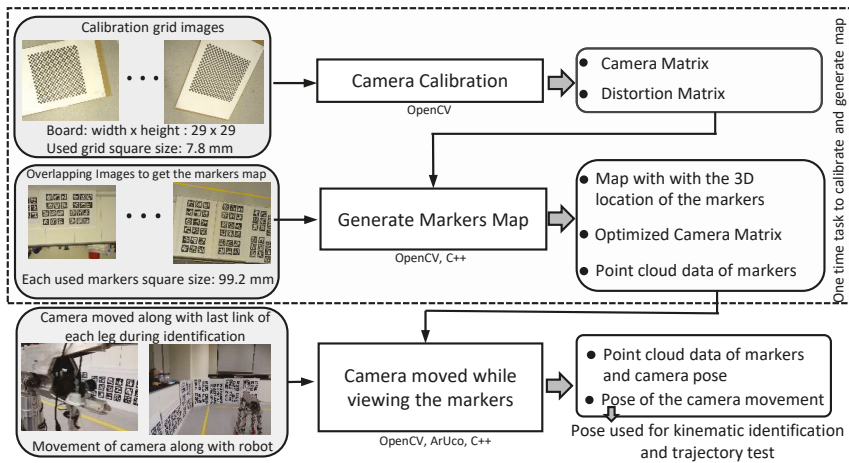 Calibration grid images
Board: width x height : 29 x 29
Used grid square size: 7.8 mm
Camera Calibration
OpenCV
Camera Matrix
Distortion Matrix
Overlapping Images to get the markers map
Each used markers square size: 99.2 mm
Generate Markers Map
OpenCV, C++
Map with with the 3D
location of the markers
Optimized Camera Matrix
Point cloud data of markers
One time task to calibrate and generate map
Camera moved along with last link of
each leg during identification
Movement of camera along with robot
Camera moved while
viewing the markers
OpenCV, ArUco, C++
Point cloud data of markers
and camera pose
Pose of the camera movement
Pose used for kinematic identification
and trajectory test